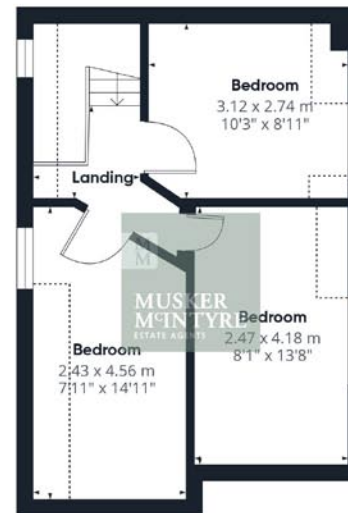 Bedroom
3.12 x 2.74 m
10'3" x 8'11"
Landing
M
M
MUSKER
McINTYRE
ESTATE AGENTS
Bedroom
2.47 x 4.18 m
8'1" x 13'8"
Bedroom
2.43 x 4.56 m
7'11" x 14'11"